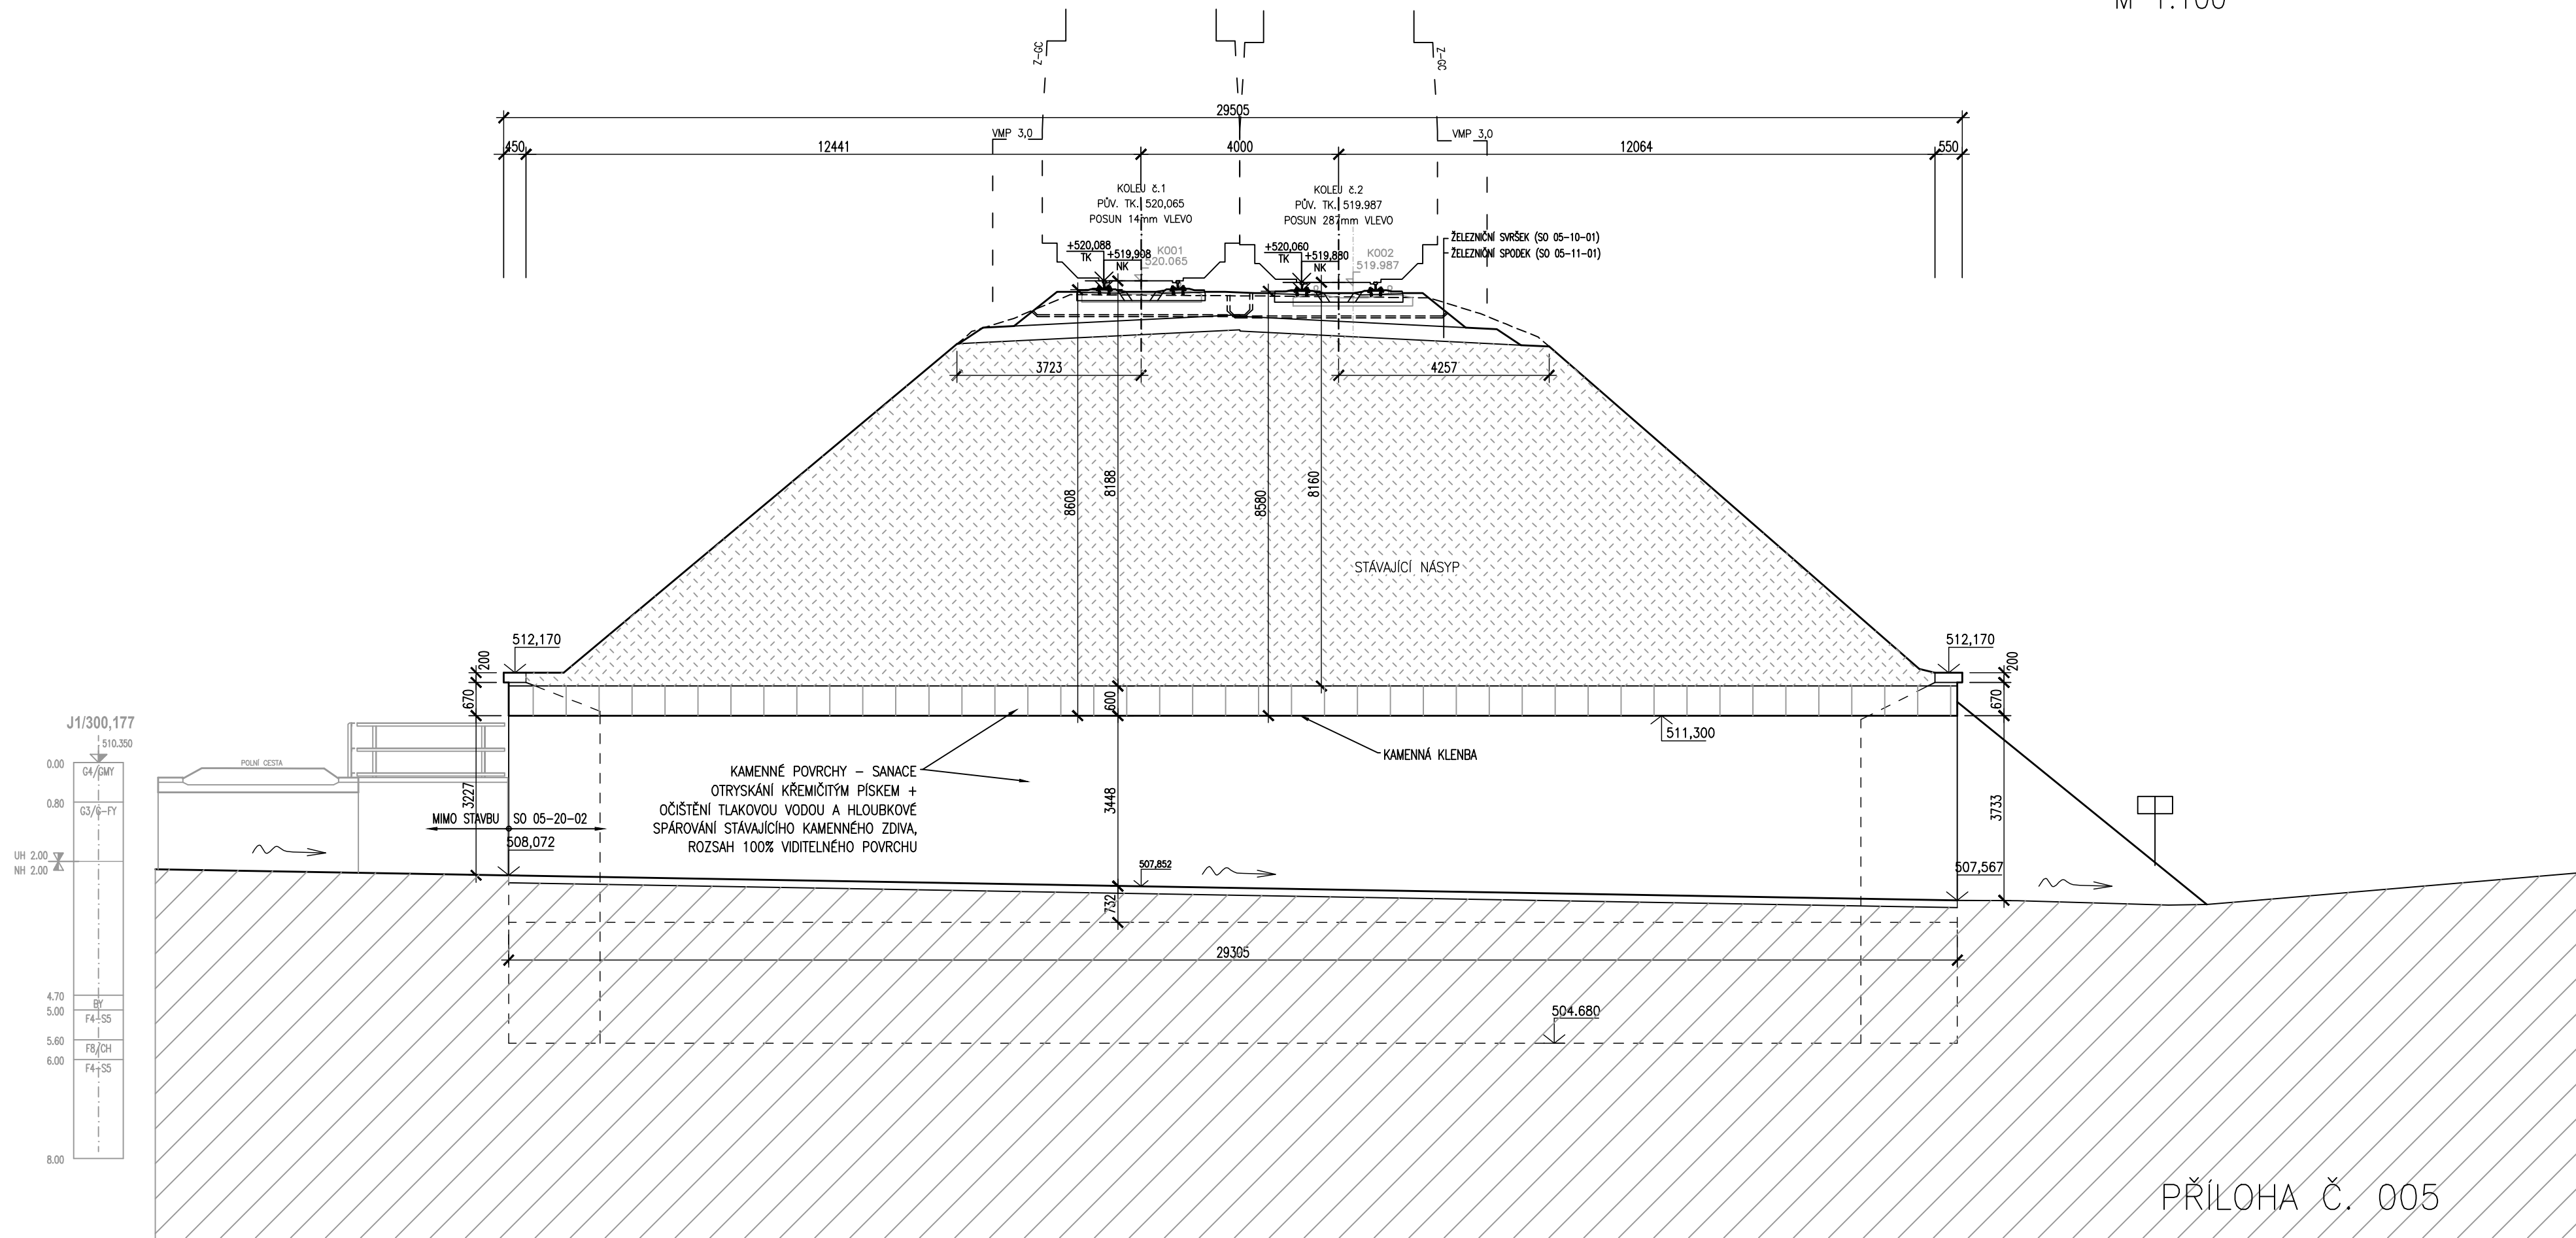 M 1:100
Z-GC
Z-GC
29505
VMP 3,0
VMP 3,0
450
12441
4000
12064
550
KOLEJ č.1
PŮV. TK. 520,065
POSUN 14mm VLEVO
KOLEJ č.2
PŮV. TK. 519.987
POSUN 287mm VLEVO
+520,088
TK
+519,908
NK
K001
520.065
+520,060
TK
+519,880
NK
K002
519.987
ŽELEZNIČNÍ SVRŠEK (SO 05-10-01)
ŽELEZNIČNÍ SPODEK (SO 05-11-01)
3723
4257
8608
8188
8580
8160
STÁVAJÍCÍ NÁSYP
512,170
200
670
512,170
200
670
600
511,300
KAMENNÁ KLENBA
J1/300,177
510.350
0.00
G4/GMY
0.80
G3/G-FY
UH 2.00
NH 2.00
4.70
BY
5.00
F4-S5
5.60
F8/CH
6.00
F4-S5
8.00
POLNÍ CESTA
3227
MIMO STAVBU
SO 05-20-02
508,072
KAMENNÉ POVRCHY – SANACE
OTRYSKÁNÍ KŘEMIČITÝM PÍSKEM +
OČIŠTĚNÍ TLAKOVOU VODOU A HLOUBKOVÉ
SPÁROVÁNÍ STÁVAJÍCÍHO KAMENNÉHO ZDIVA,
ROZSAH 100% VIDITELNÉHO POVRCHU
3448
507,852
732
3733
507,567
29305
504.680
PŘÍLOHA Č. 005